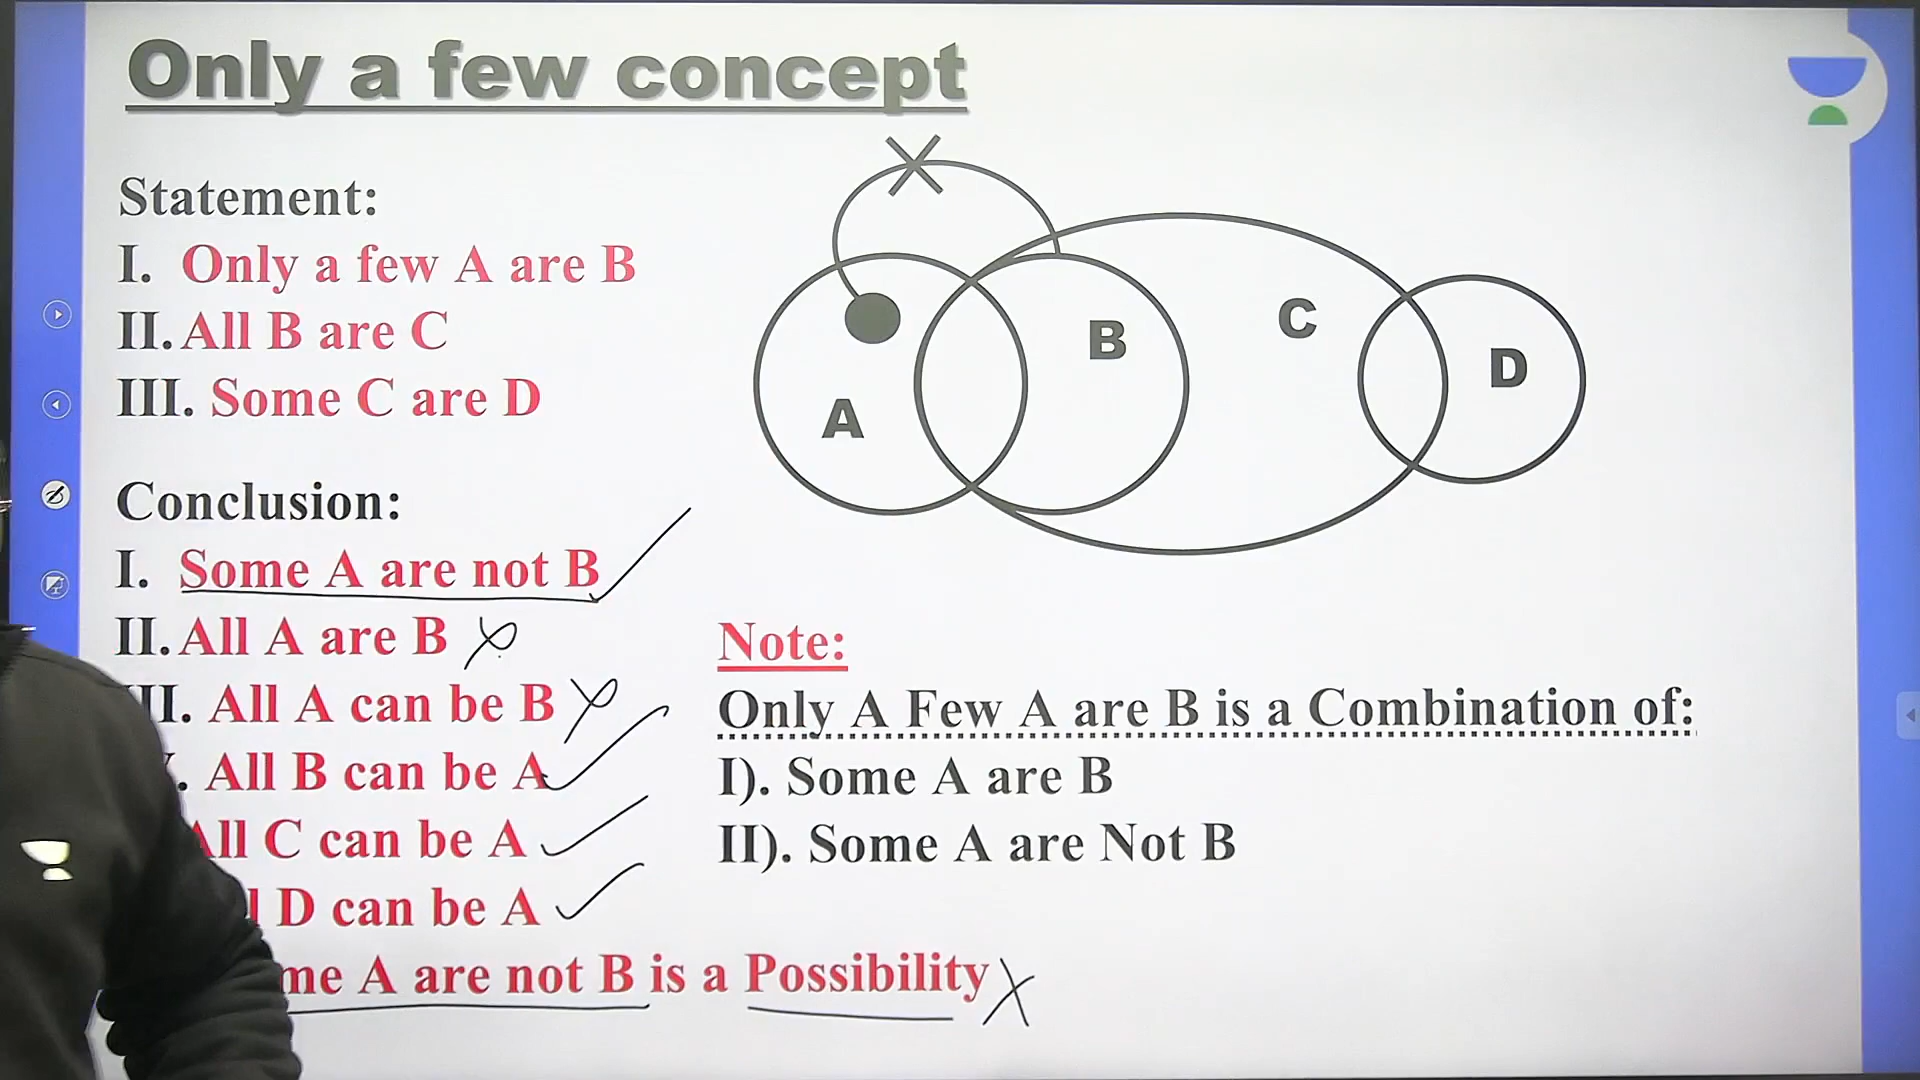 Only a few concept
Statement:
I. Only a few A are B
II. All B are C
III. Some C are D
A
B
C
D
Conclusion:
I. Some A are not B
II. All A are B
II. All A can be B
. All B can be A
All C can be A
D can be A
me A are not B is a Possibility
Note:
Only A Few A are B is a Combination of:
I). Some A are B
II). Some A are Not B